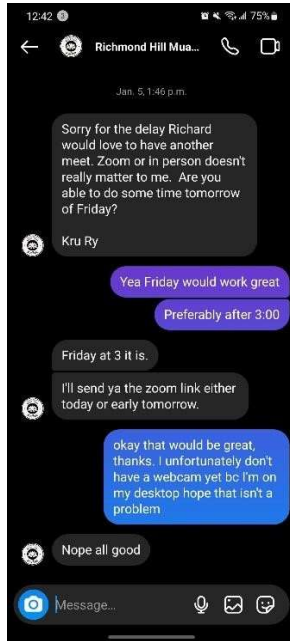 12:42
75%
Richmond Hill Mua...
Jan. 5, 1:46 p.m.
Sorry for the delay Richard
would love to have another
meet. Zoom or in person doesn't
really matter to me.  Are you
able to do some time tomorrow
of Friday?
Kru Ry
Yea Friday would work great
Preferably after 3:00
Friday at 3 it is.
I'll send ya the zoom link either
today or early tomorrow.
okay that would be great,
thanks. I unfortunately don't
have a webcam yet bc I'm on
my desktop hope that isn't a
problem
Nope all good
Message...